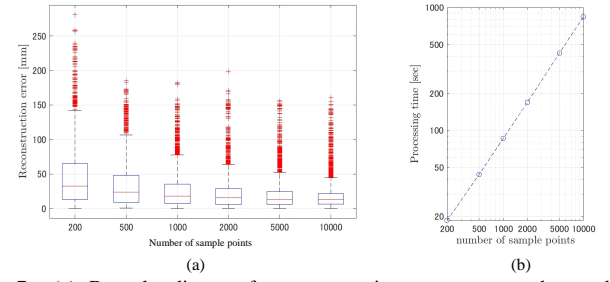 Reconstruction error [mm]
250
200
150
100
50
0
200 500 1000 2000 5000 10000
Number of sample points
(a)
Processing time [sec]
1000
500
200
100
50
20
200 500 1000 2000 5000 10000
number of sample points
(b)